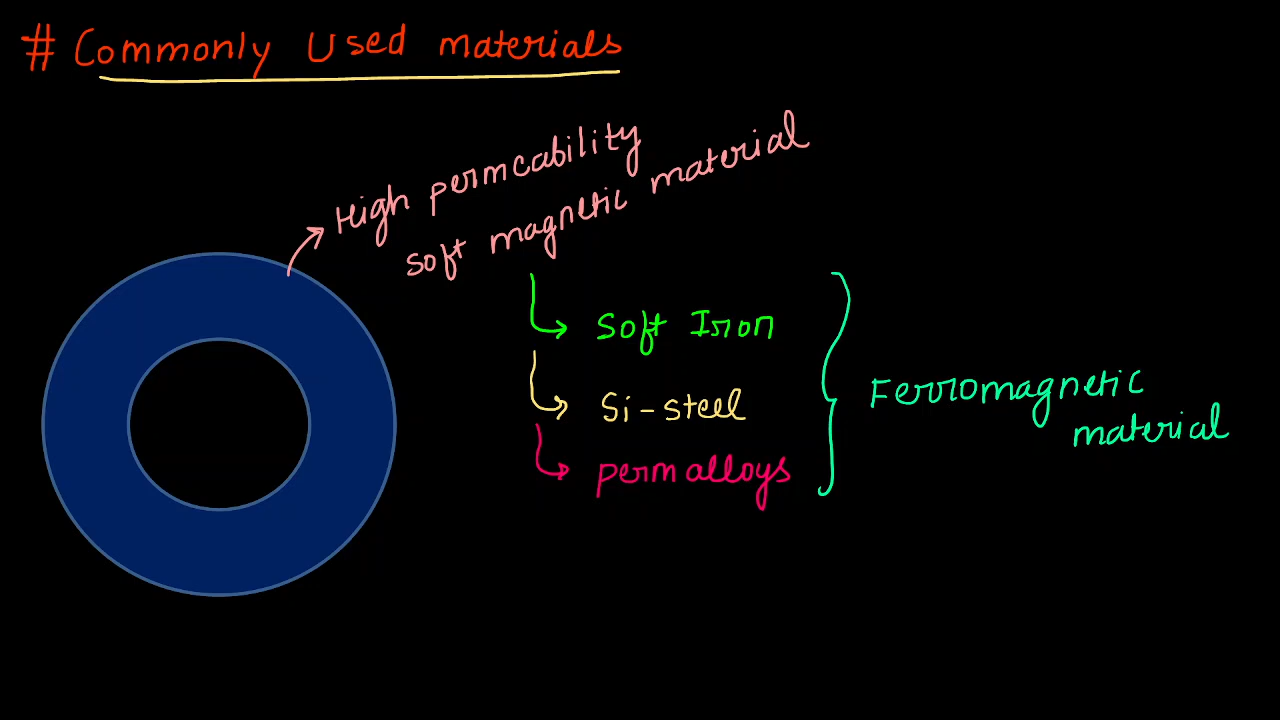 # Commonly Used materials
High permeability
soft magnetic material
Soft Iron
Si-steel
permalloys
Ferromagnetic
material